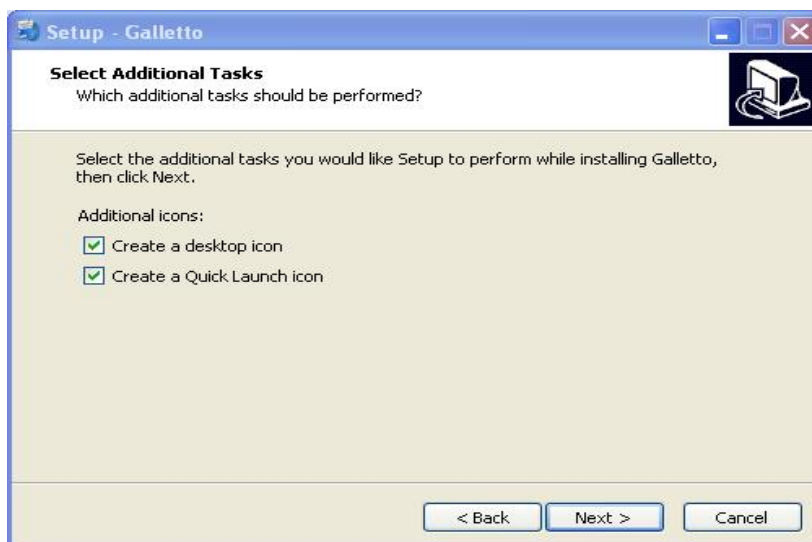 Setup - Galletto
Select Additional Tasks
Which additional tasks should be performed?
Select the additional tasks you would like Setup to perform while installing Galletto,
then click Next.
Additional icons:
Create a desktop icon
Create a Quick Launch icon
< Back
Next >
Cancel